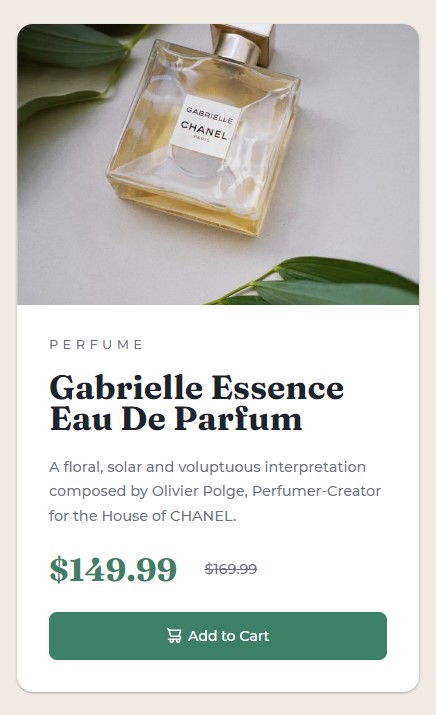 GABRIELLE
CHANEL
PARIS
PERFUME
Gabrielle Essence
Eau De Parfum
A floral, solar and voluptuous interpretation
composed by Olivier Polge, Perfumer-Creator
for the House of CHANEL.
$149.99 $169.99
Add to Cart